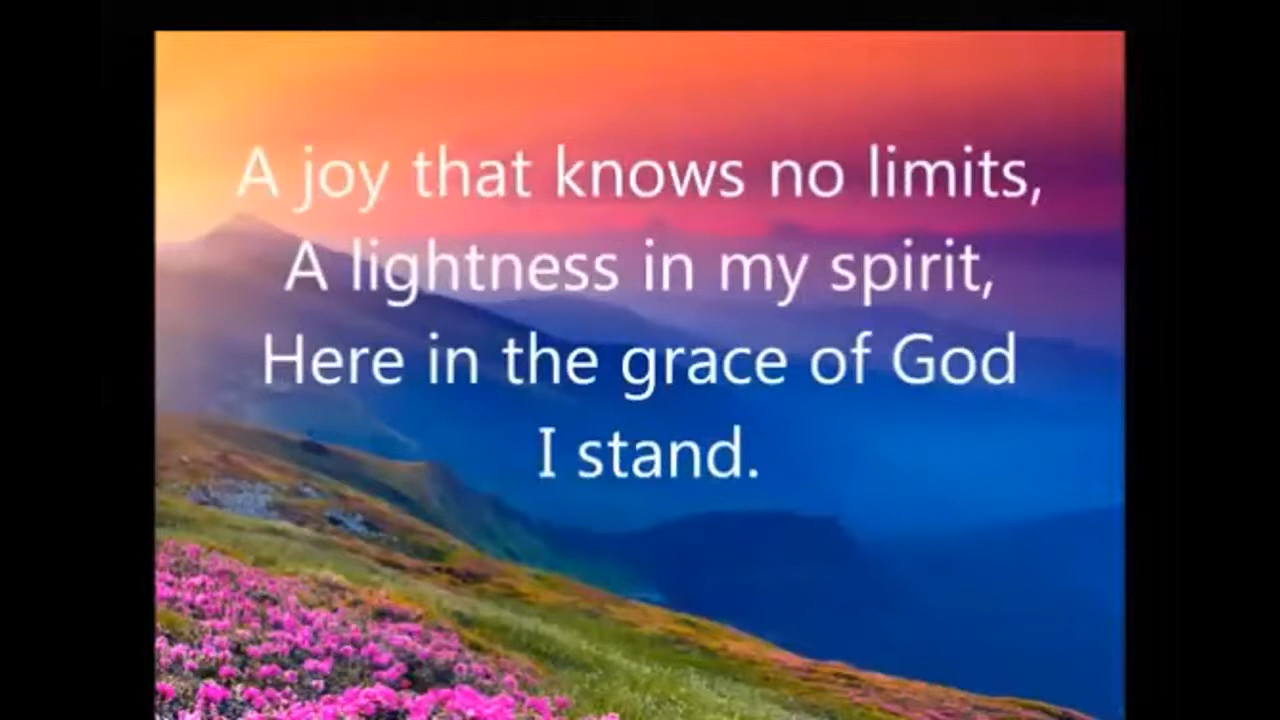 A joy that knows no limits,
A lightness in my spirit,
Here in the grace of God
I stand.